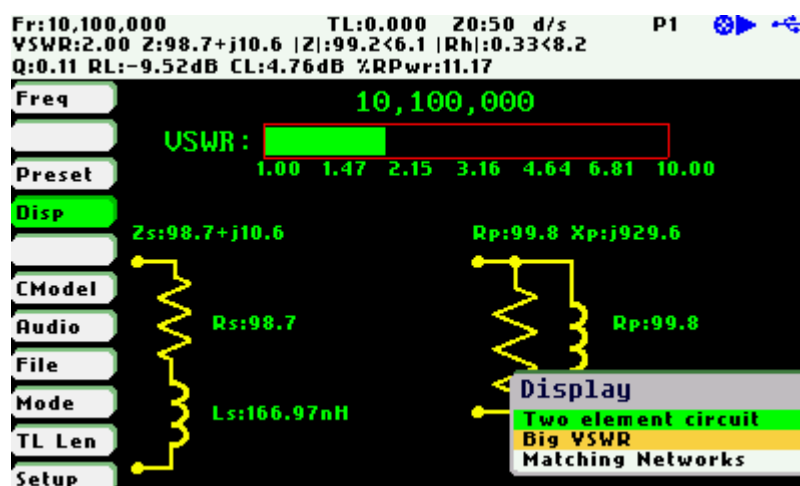 Fr:10,100,000 TL:0.000 Z0:50 d/s P1
VSWR:2.00 Z:98.7+j10.6 |Z|:99.2<6.1 |Rh|:0.33<8.2
Q:0.11 RL:-9.52dB CL:4.76dB %RPwr:11.17
Freq
10,100,000
VSWR:
1.00 1.47 2.15 3.16 4.64 6.81 10.00
Preset
Disp
Zs:98.7+j10.6 Rp:99.8 Xp:j929.6
CModel
Audio
Rs:98.7 Rp:99.8
File
Mode
Ls:166.97nH
TL Len
Setup
Display
Two element circuit
Big VSWR
Matching Networks